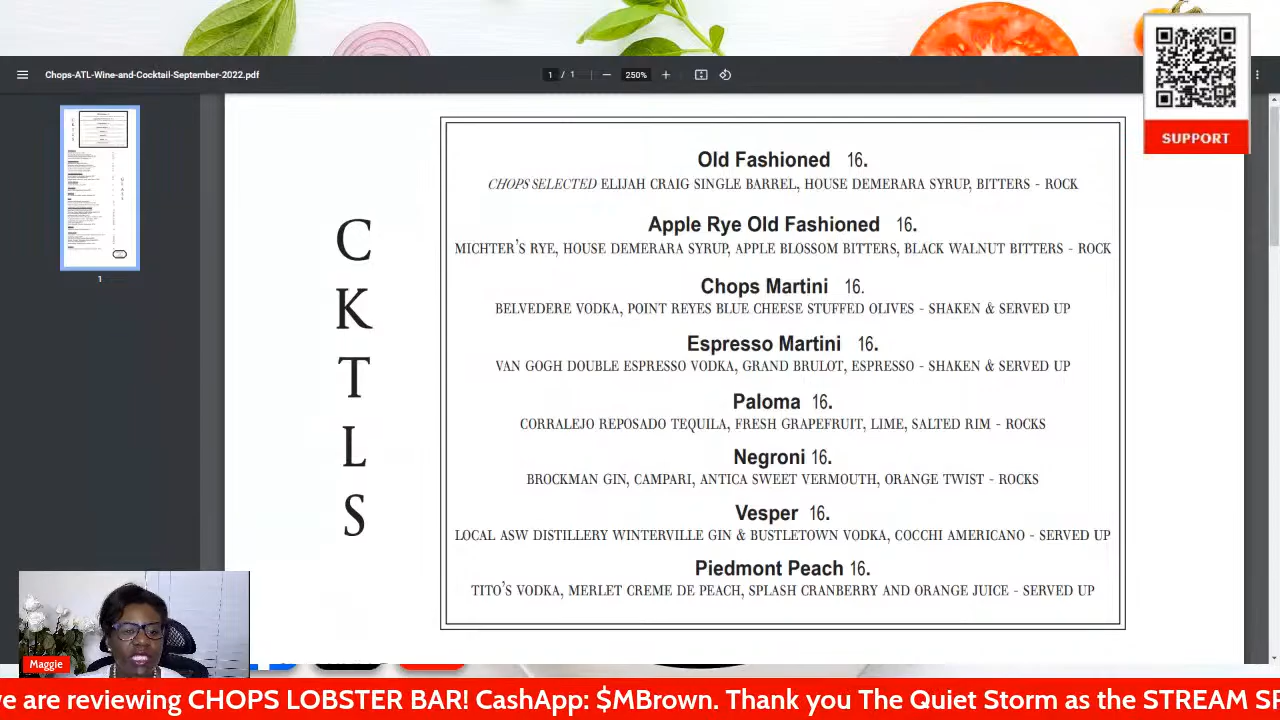 Chops-ATL-Wine-and-Cocktail-September-2022.pdf
1 / 1
250%
SUPPORT
1
CKTLS
Old Fashioned 16.
CHOPS SELECTED ELIJAH CRAIG SINGLE BARREL, HOUSE DEMERARA SYRUP, BITTERS - ROCK
Apple Rye Old Fashioned 16.
MICHTER'S RYE, HOUSE DEMERARA SYRUP, APPLE BLOSSOM BITTERS, BLACK WALNUT BITTERS - ROCK
Chops Martini 16.
BELVEDERE VODKA, POINT REYES BLUE CHEESE STUFFED OLIVES - SHAKEN & SERVED UP
Espresso Martini 16.
VAN GOGH DOUBLE ESPRESSO VODKA, GRAND BRULOT, ESPRESSO - SHAKEN & SERVED UP
Paloma 16.
CORRALEJO REPOSADO TEQUILA, FRESH GRAPEFRUIT, LIME, SALTED RIM - ROCKS
Negroni 16.
BROCKMAN GIN, CAMPARI, ANTICA SWEET VERMOUTH, ORANGE TWIST - ROCKS
Vesper 16.
LOCAL ASW DISTILLERY WINTERVILLE GIN & BUSTLETOWN VODKA, COCCHI AMERICANO - SERVED UP
Piedmont Peach 16.
TITO'S VODKA, MERLET CREME DE PEACH, SPLASH CRANBERRY AND ORANGE JUICE - SERVED UP
Maggie
are reviewing CHOPS LOBSTER BAR! CashApp: $MBrown. Thank you The Quiet Storm as the STREAM